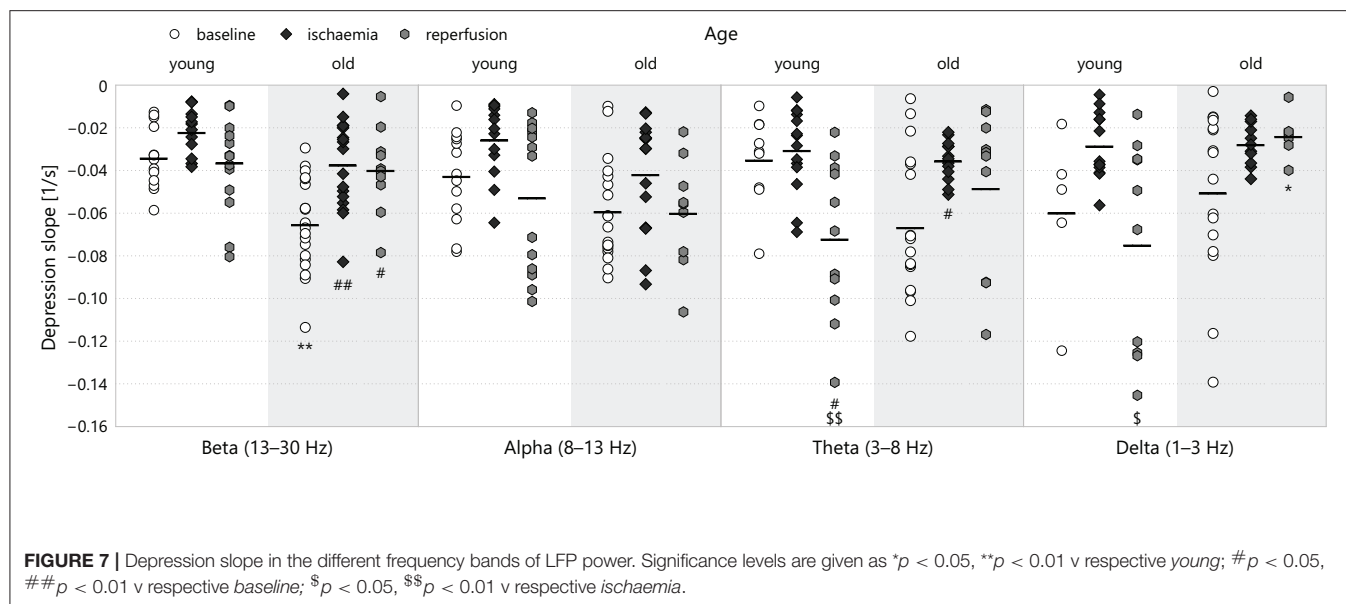 baseline ischaemia reperfusion Age
young old young old young old young old
Depression slope [1/s]
0
−0.02
−0.04
−0.06
−0.08
−0.10
−0.12
−0.14
−0.16
** ## # # $$ # $ *
Beta (13–30 Hz) Alpha (8–13 Hz) Theta (3–8 Hz) Delta (1–3 Hz)
FIGURE 7 | Depression slope in the different frequency bands of LFP power. Significance levels are given as *p < 0.05, **p < 0.01 v respective young; #p < 0.05,
##p < 0.01 v respective baseline; $p < 0.05, $$p < 0.01 v respective ischaemia.